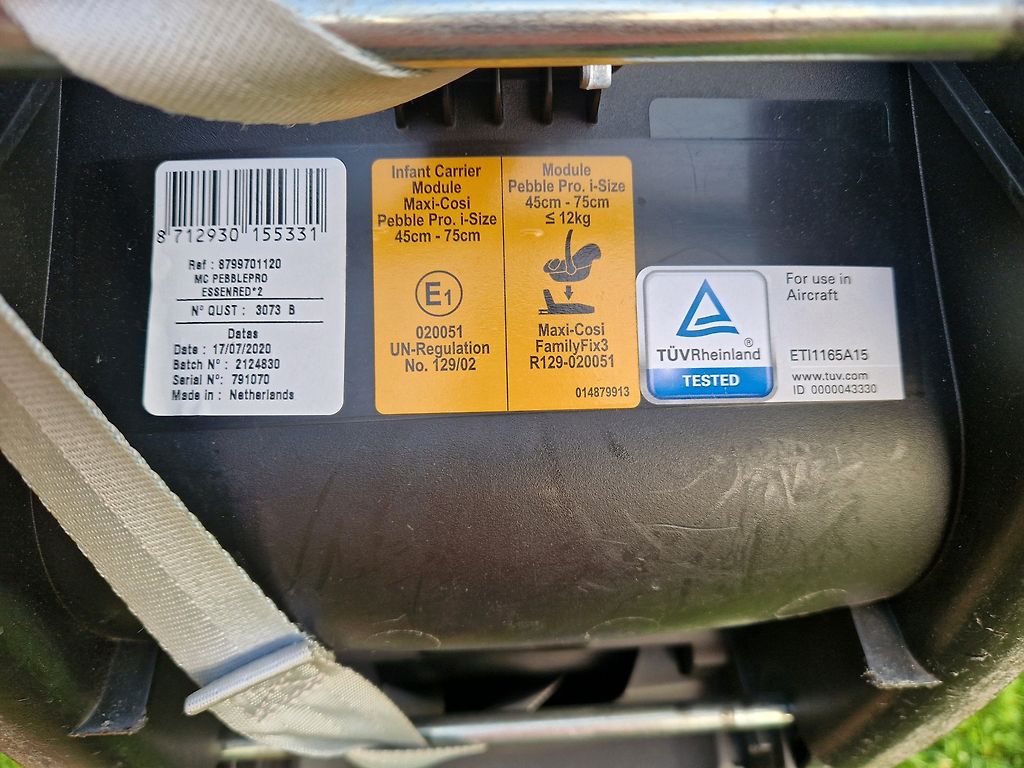 8 712930 155331
Ref : 8799701120
MC PEBBLEPRO
ESSENRED*2
N° QUST : 3073 B
Datas
Date : 17/07/2020
Batch N° : 2124830
Serial N°: 791070
Made in : Netherlands
Infant Carrier
Module
Maxi-Cosi
Pebble Pro. i-Size
45cm - 75cm
E1
020051
UN-Regulation
No. 129/02
Module
Pebble Pro. i-Size
45cm - 75cm
≤ 12kg
Maxi-Cosi
FamilyFix3
R129-020051
014879913
TÜVRheinland®
TESTED
For use in
Aircraft
ETI1165A15
www.tuv.com
ID 0000043330